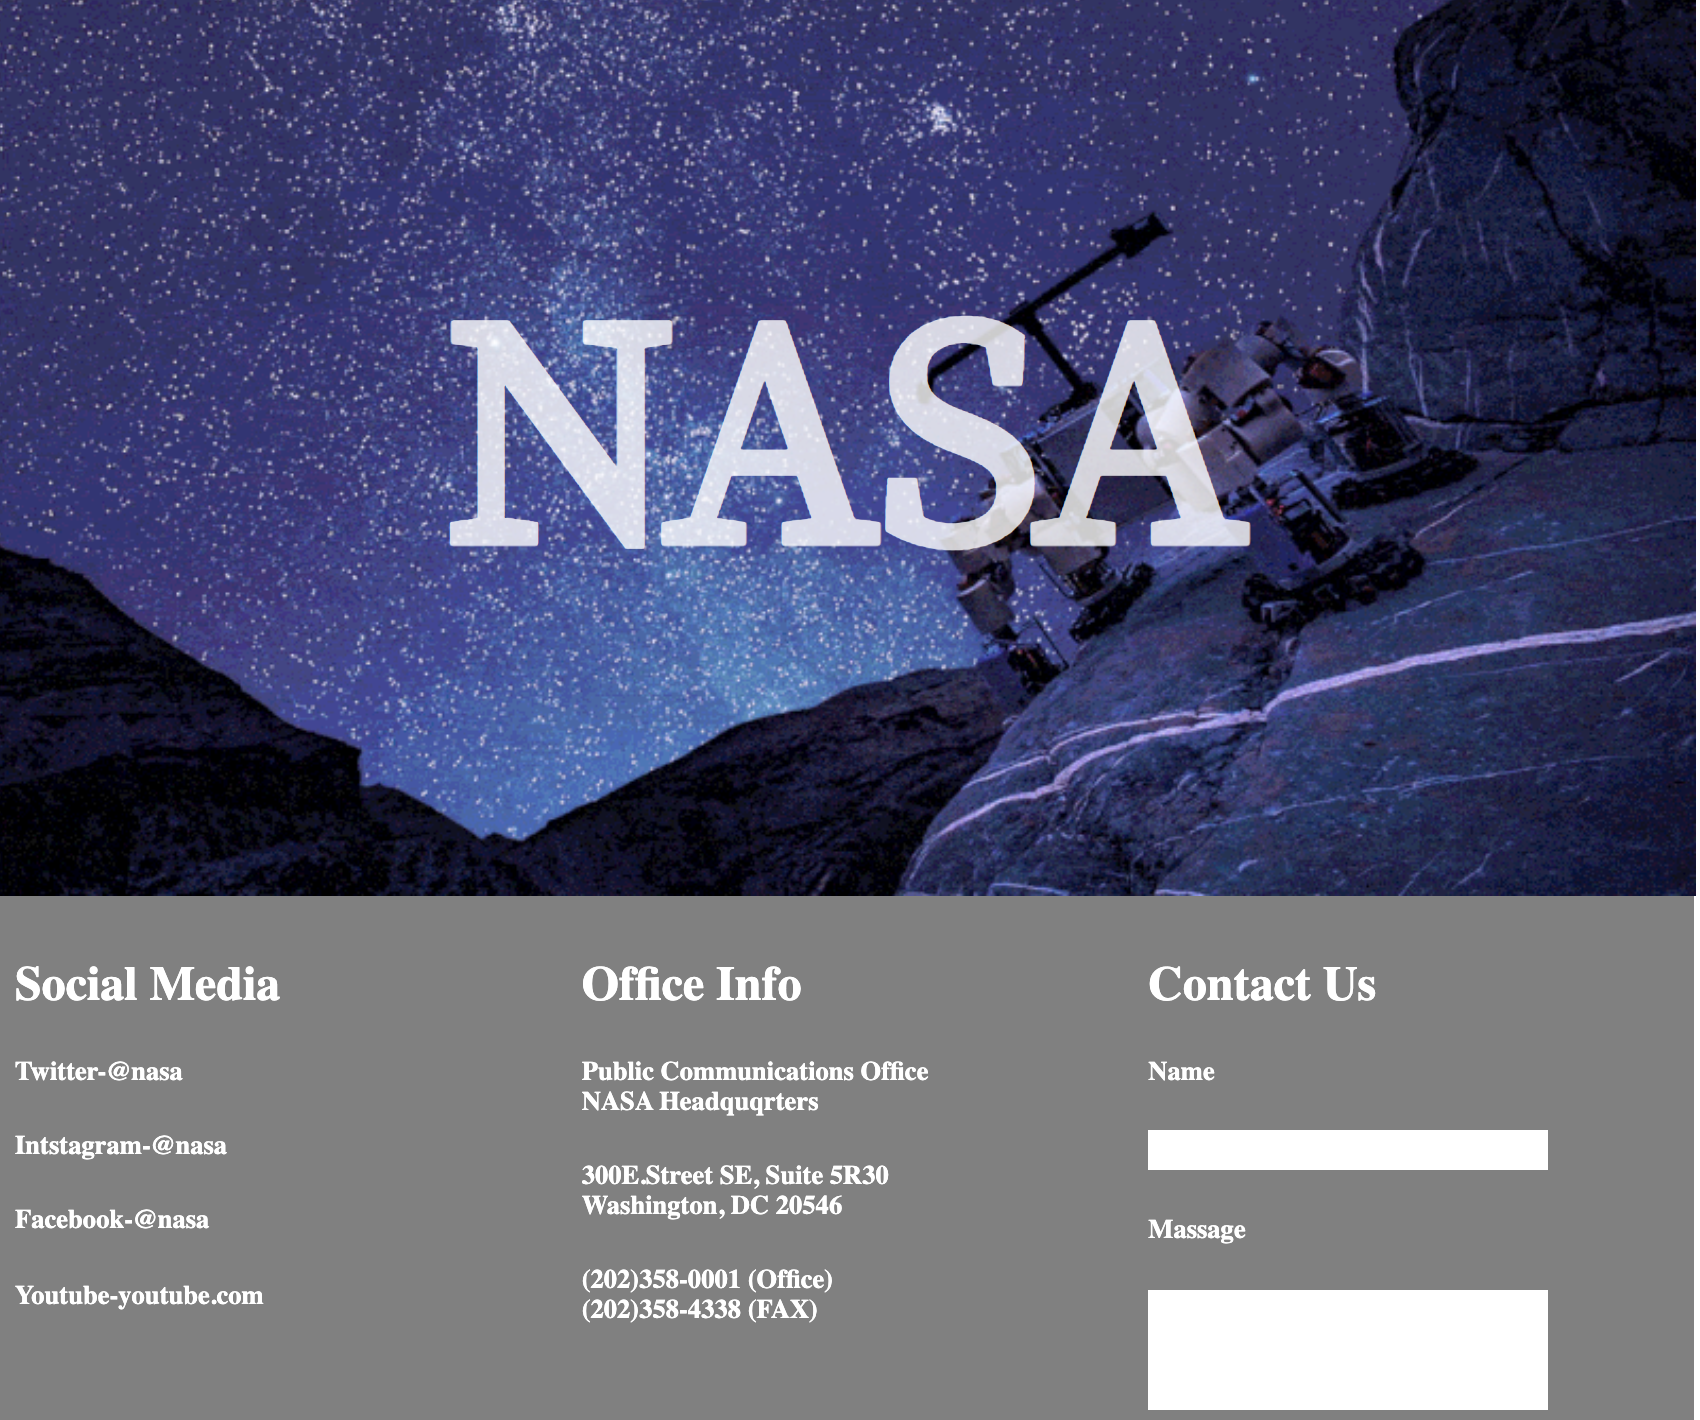 NASA
Social Media
Twitter-@nasa
Intstagram-@nasa
Facebook-@nasa
Youtube-youtube.com
Office Info
Public Communications Office
NASA Headquqrters
300E.Street SE, Suite 5R30
Washington, DC 20546
(202)358-0001 (Office)
(202)358-4338 (FAX)
Contact Us
Name
Massage